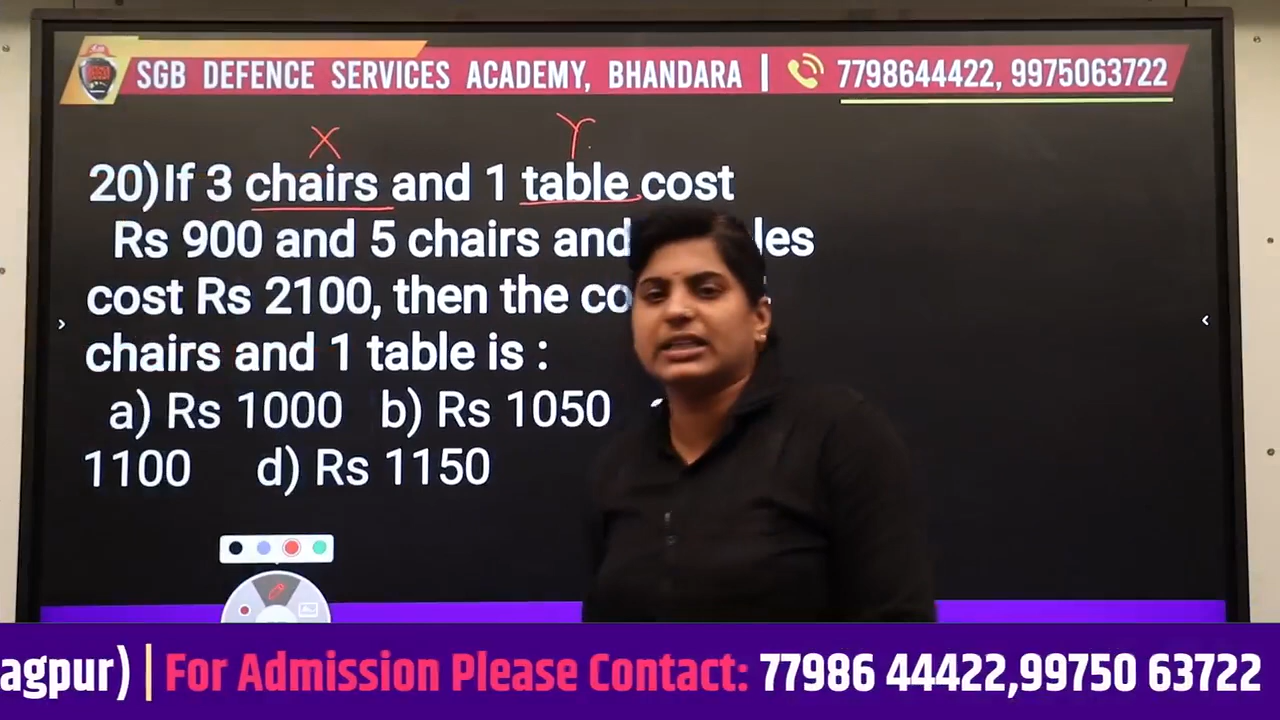 SGB DEFENCE SERVICES ACADEMY, BHANDARA | 7798644422, 9975063722
X Y
20)If 3 chairs and 1 table cost
Rs 900 and 5 chairs and les
cost Rs 2100, then the co
chairs and 1 table is :
a) Rs 1000 b) Rs 1050
1100 d) Rs 1150
agpur) | For Admission Please Contact: 77986 44422,99750 63722